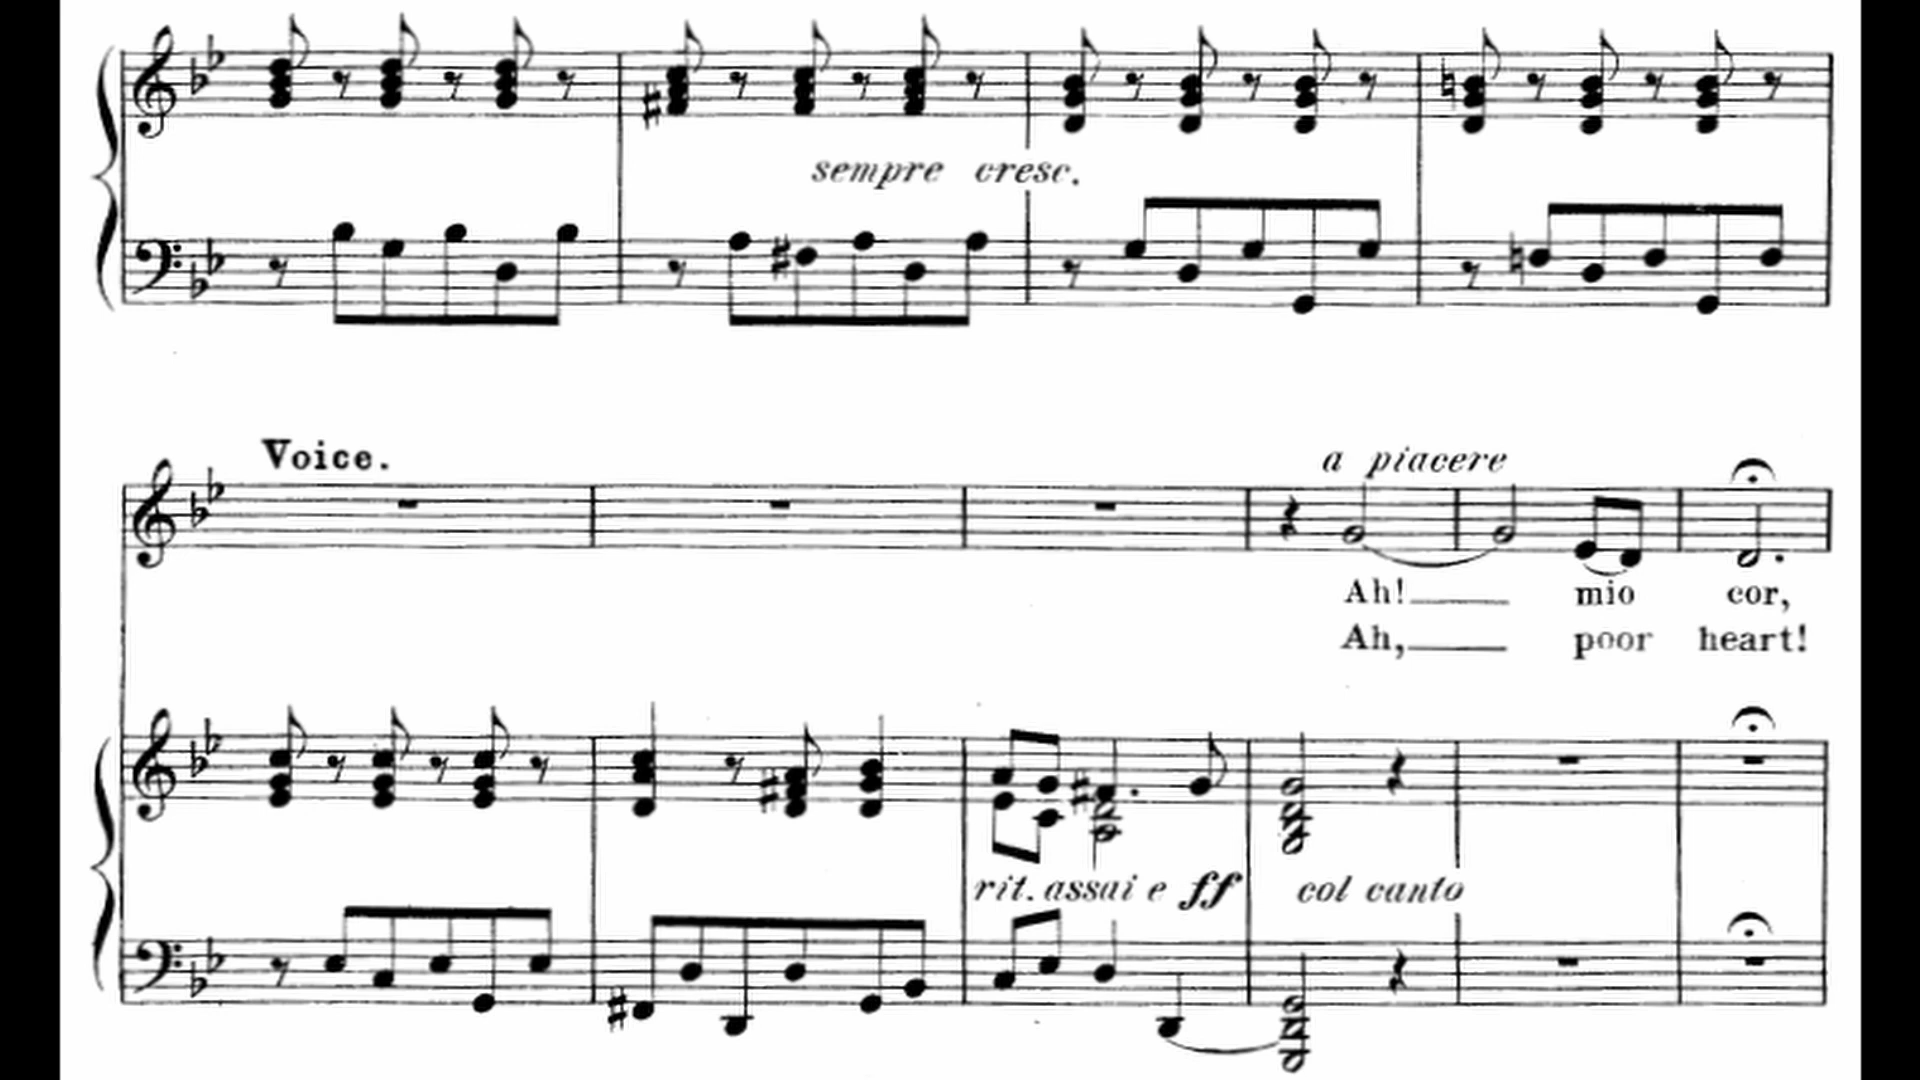 sempre cresc.
Voice.
a piacere
Ah! mio cor,
Ah, poor heart!
rit. assai e ff col canto